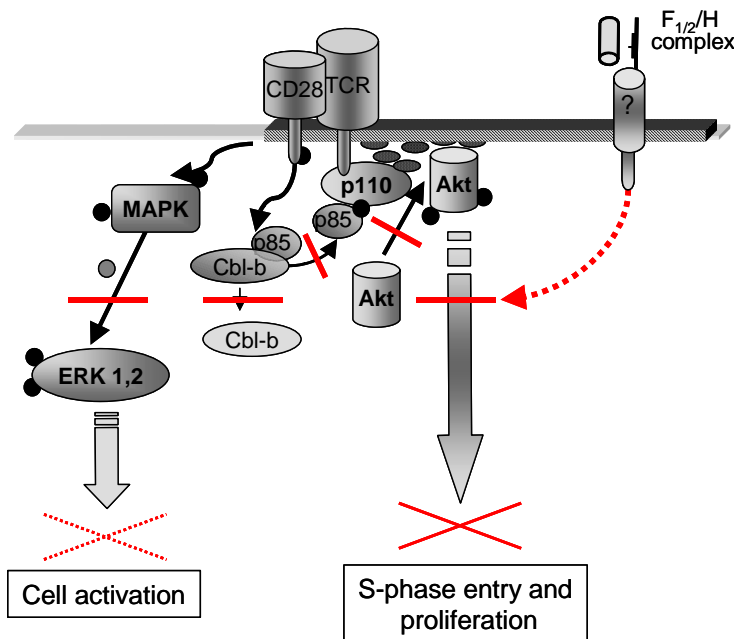 F1/2/H
complex
CD28
TCR
?
p110
Akt
MAPK
p85
p85
Cbl-b
Akt
Cbl-b
ERK 1,2
Cell activation
S-phase entry and
proliferation